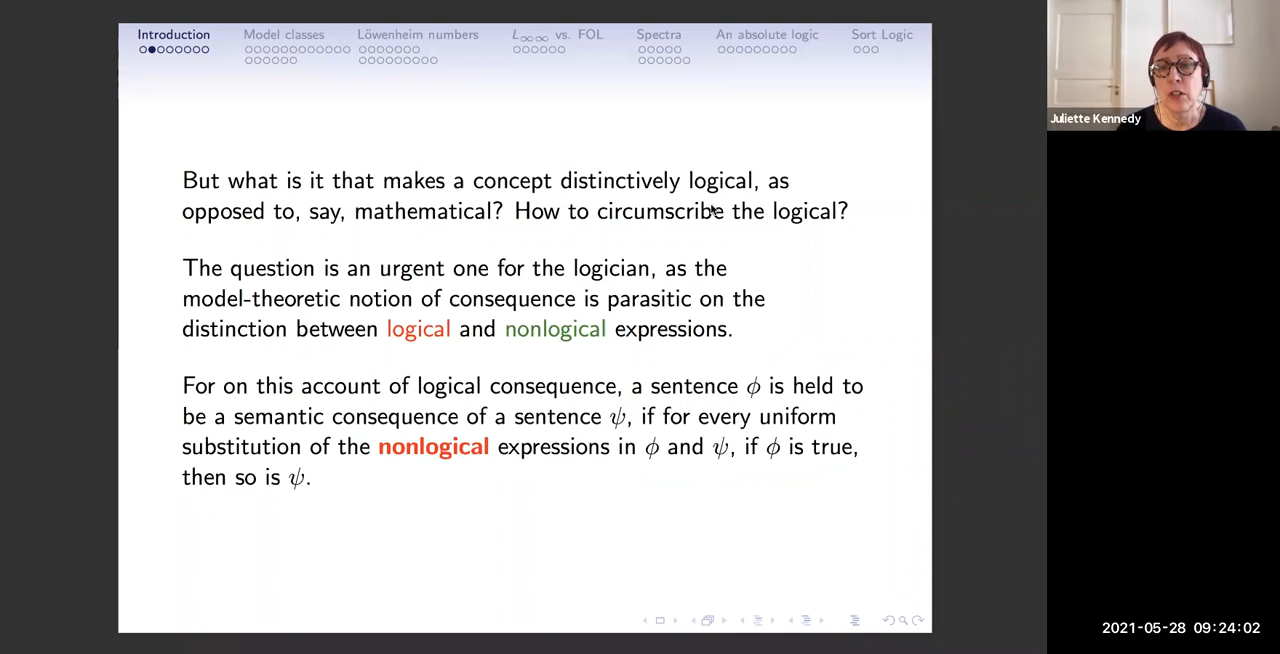 Introduction
Model classes
Löwenheim numbers
L∞∞ vs. FOL
Spectra
An absolute logic
Sort Logic
Juliette Kennedy
But what is it that makes a concept distinctively logical, as
opposed to, say, mathematical? How to circumscribe the logical?
The question is an urgent one for the logician, as the
model-theoretic notion of consequence is parasitic on the
distinction between logical and nonlogical expressions.
For on this account of logical consequence, a sentence ϕ is held to
be a semantic consequence of a sentence ψ, if for every uniform
substitution of the nonlogical expressions in ϕ and ψ, if ϕ is true,
then so is ψ.
2021-05-28 09:24:02